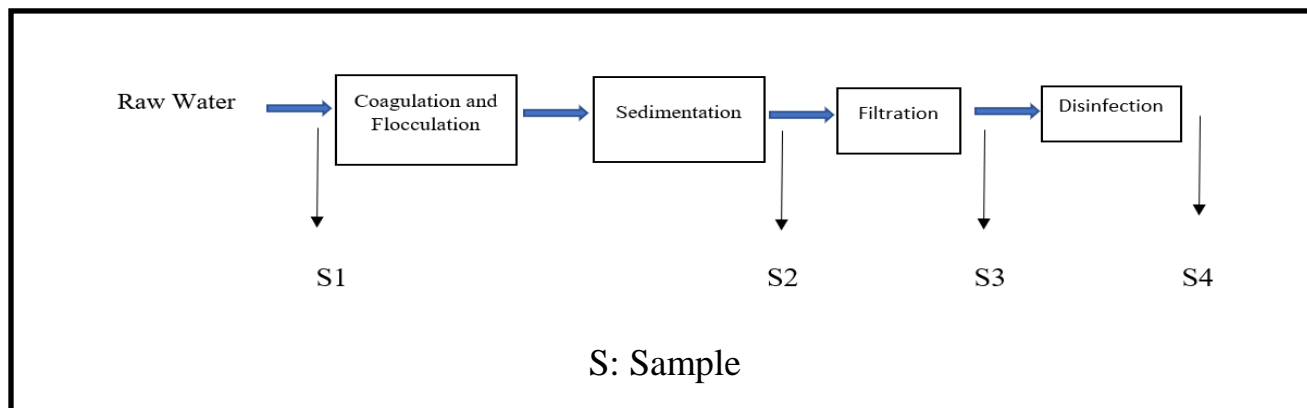 Raw Water
Coagulation and
Flocculation
Sedimentation
Filtration
Disinfection
S1
S2
S3
S4
S: Sample